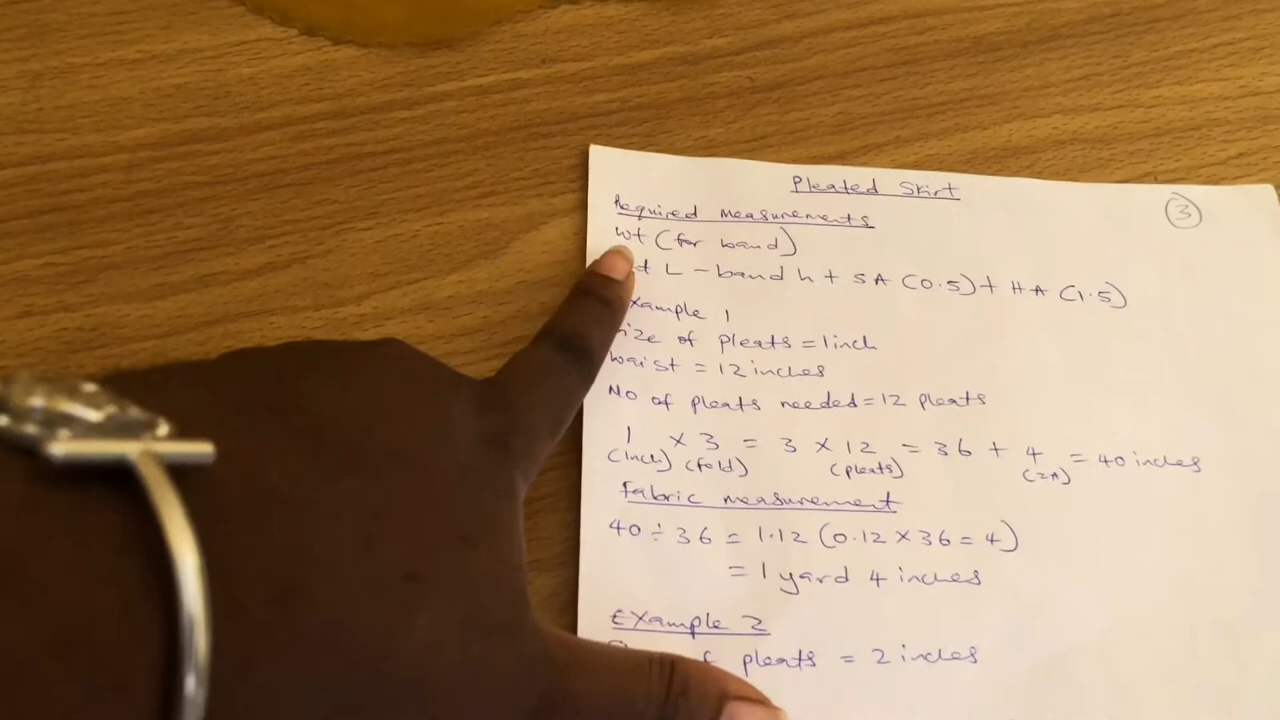 Pleated Skirt
3
Required measurements
wt (for band)
L - band h + SA (0.5) + HA (1.5)
xample 1
ize of pleats = 1inch
waist = 12 inches
No of pleats needed = 12 pleats
1 × 3 = 3 × 12 = 36 + 4 = 40 inches
(Inch) (fold) (pleats) (ZA)
Fabric measurement
40 ÷ 36 = 1.12 (0.12 × 36 = 4)
= 1 yard 4 inches
Example 2
pleats = 2 inches